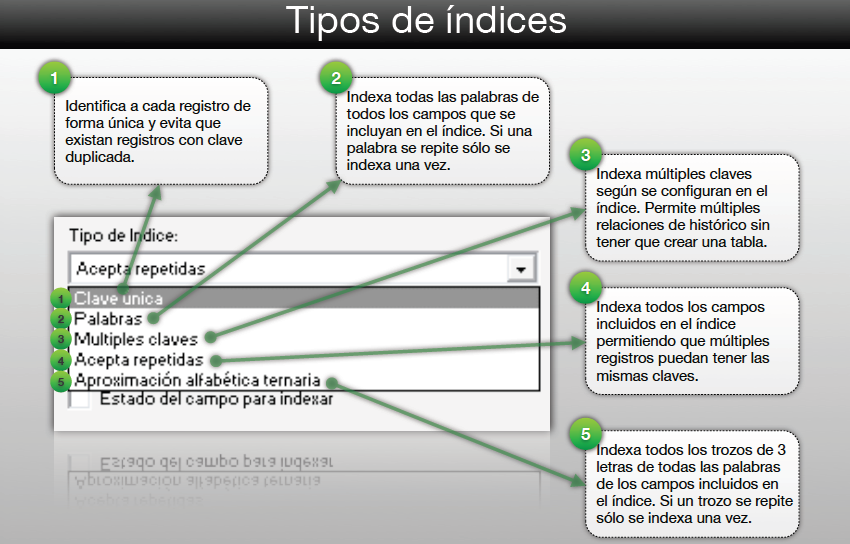 Tipos de índices
1
Identifica a cada registro de
forma única y evita que
existan registros con clave
duplicada.
2
Indexa todas las palabras de
todos los campos que se
incluyan en el índice. Si una
palabra se repite sólo se
indexa una vez.
3
Indexa múltiples claves
según se configuran en el
índice. Permite múltiples
relaciones de histórico sin
tener que crear una tabla.
4
Indexa todos los campos
incluidos en el índice
permitiendo que múltiples
registros puedan tener las
mismas claves.
5
Indexa todos los trozos de 3
letras de todas las palabras
de los campos incluidos en
el índice. Si un trozo se repite
sólo se indexa una vez.
Tipo de Indice:
Acepta repetidas
1 Clave unica
2 Palabras
3 Multiples claves
4 Acepta repetidas
5 Aproximación alfabética ternaria
Estado del campo para indexar